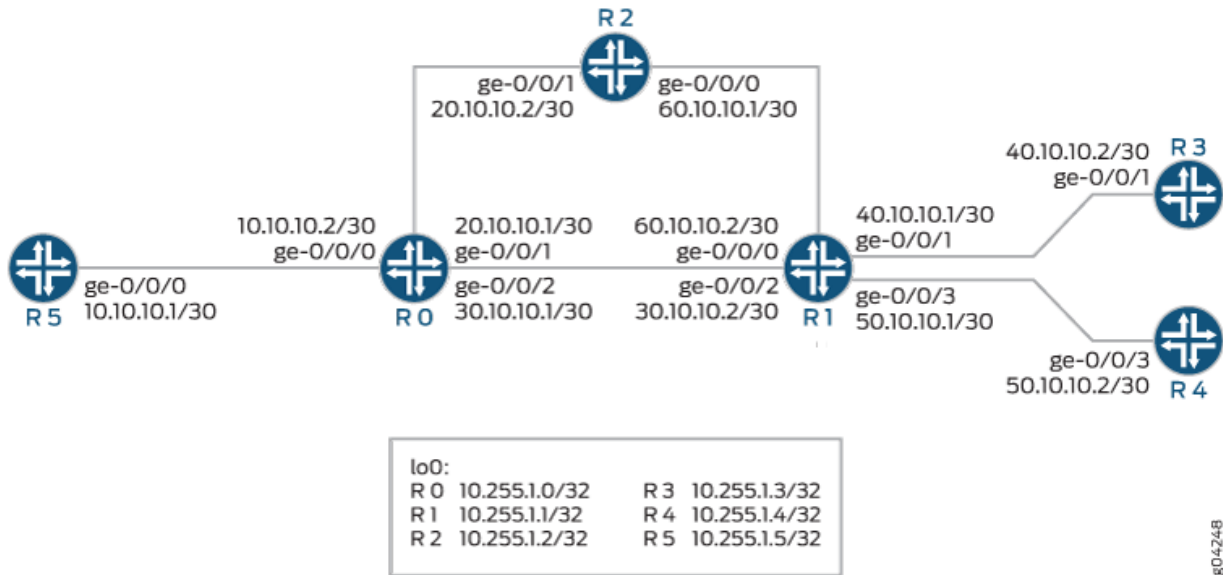 R 2
ge-0/0/1
20.10.10.2/30
ge-0/0/0
60.10.10.1/30
40.10.10.2/30
ge-0/0/1
R 3
10.10.10.2/30
ge-0/0/0
20.10.10.1/30
ge-0/0/1
60.10.10.2/30
ge-0/0/0
40.10.10.1/30
ge-0/0/1
ge-0/0/0
10.10.10.1/30
R 5
R 0
ge-0/0/2
30.10.10.1/30
ge-0/0/2
30.10.10.2/30
R 1
ge-0/0/3
50.10.10.1/30
ge-0/0/3
50.10.10.2/30
R 4
lo0:
R 0 10.255.1.0/32 R 3 10.255.1.3/32
R 1 10.255.1.1/32 R 4 10.255.1.4/32
R 2 10.255.1.2/32 R 5 10.255.1.5/32
g04248